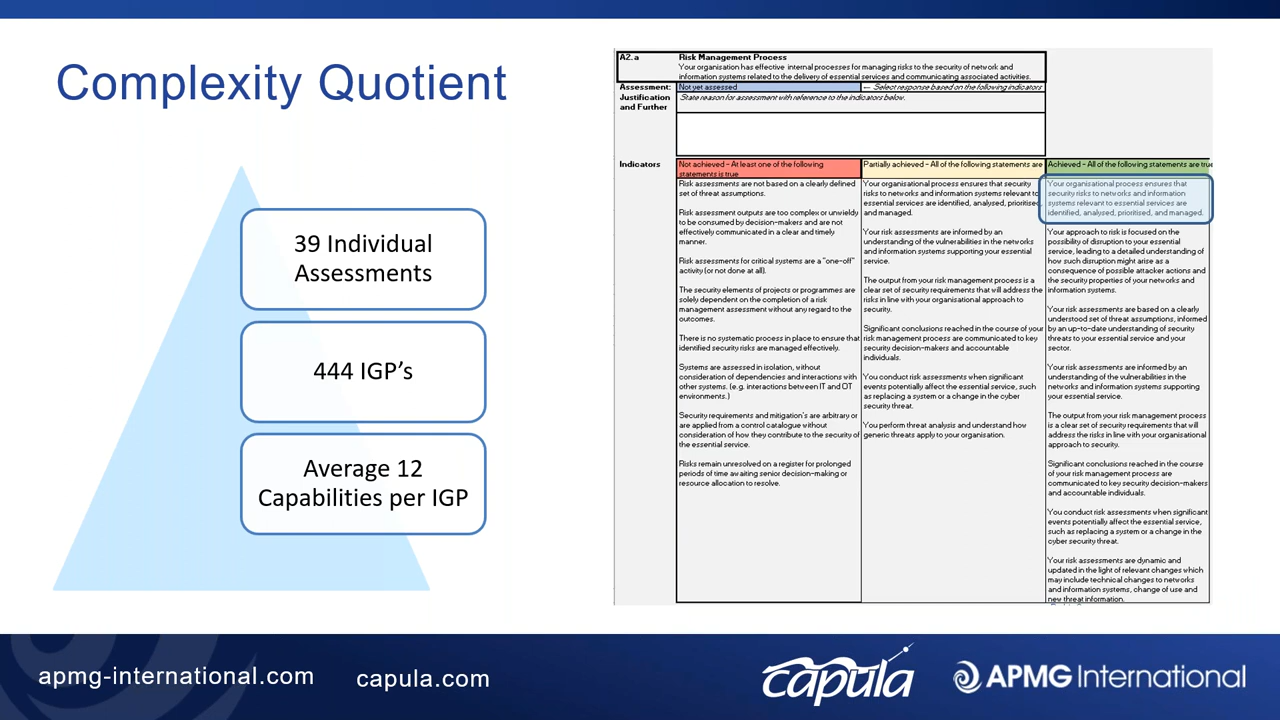 Complexity Quotient
39 Individual
Assessments
444 IGP’s
Average 12
Capabilities per IGP
A2.a
Risk Management Process
Your organisation has effective internal processes for managing risks to the security of network and
information systems related to the delivery of essential services and communicating associated activities.
Assessment:
Not yet assessed
← Select response based on the following indicators
Justification
and Further
State reason for assessment with reference to the indicators below.
Indicators
Not achieved - At least one of the following
statements is true
Risk assessments are not based on a clearly defined
set of threat assumptions.
Risk assessment outputs are too complex or unwieldy
to be consumed by decision-makers and are not
effectively communicated in a clear and timely
manner.
Risk assessments for critical systems are a "one-off"
activity (or not done at all).
The security elements of projects or programmes are
solely dependent on the completion of a risk
management assessment without any regard to the
outcomes.
There is no systematic process in place to ensure that
identified security risks are managed effectively.
Systems are assessed in isolation, without
consideration of dependencies and interactions with
other systems. (e.g. interactions between IT and OT
environments.)
Security requirements and mitigation's are arbitrary or
are applied from a control catalogue without
consideration of how they contribute to the security of
the essential service.
Risks remain unresolved on a register for prolonged
periods of time awaiting senior decision-making or
resource allocation to resolve.
Partially achieved - All of the following statements are
Your organisational process ensures that security
risks to networks and information systems relevant to
essential services are identified, analysed, prioritised,
and managed.
Your risk assessments are informed by an
understanding of the vulnerabilities in the networks
and information systems supporting your essential
service.
The output from your risk management process is a
clear set of security requirements that will address the
risks in line with your organisational approach to
security.
Significant conclusions reached in the course of your
risk management process are communicated to key
security decision-makers and accountable
individuals.
You conduct risk assessments when significant
events potentially affect the essential service, such
as replacing a system or a change in the cyber
security threat.
You perform threat analysis and understand how
generic threats apply to your organisation.
Achieved - All of the following statements are true
Your organisational process ensures that
security risks to networks and information
systems relevant to essential services are
identified, analysed, prioritised, and managed.
Your approach to risk is focused on the
possibility of disruption to your essential
service, leading to a detailed understanding of
how such disruption might arise as a
consequence of possible attacker actions and
the security properties of your networks and
information systems.
Your risk assessments are based on a clearly
understood set of threat assumptions, informed
by an up-to-date understanding of security
threats to your essential service and your
sector.
Your risk assessments are informed by an
understanding of the vulnerabilities in the
networks and information systems supporting
your essential service.
The output from your risk management process
is a clear set of security requirements that will
address the risks in line with your organisational
approach to security.
Significant conclusions reached in the course
of your risk management process are
communicated to key security decision-makers
and accountable individuals.
You conduct risk assessments when significant
events potentially affect the essential service,
such as replacing a system or a change in the
cyber security threat.
Your risk assessments are dynamic and
updated in the light of relevant changes which
may include technical changes to networks
and information systems, change of use and
new threat information.
apmg-international.com
capula.com
capula
APMG International